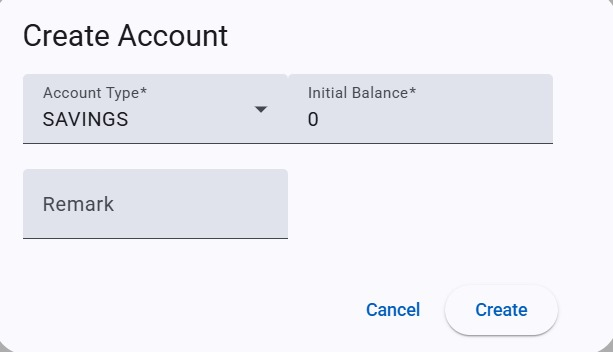 Create Account
Account Type* Initial Balance*
SAVINGS 0
Remark
Cancel Create